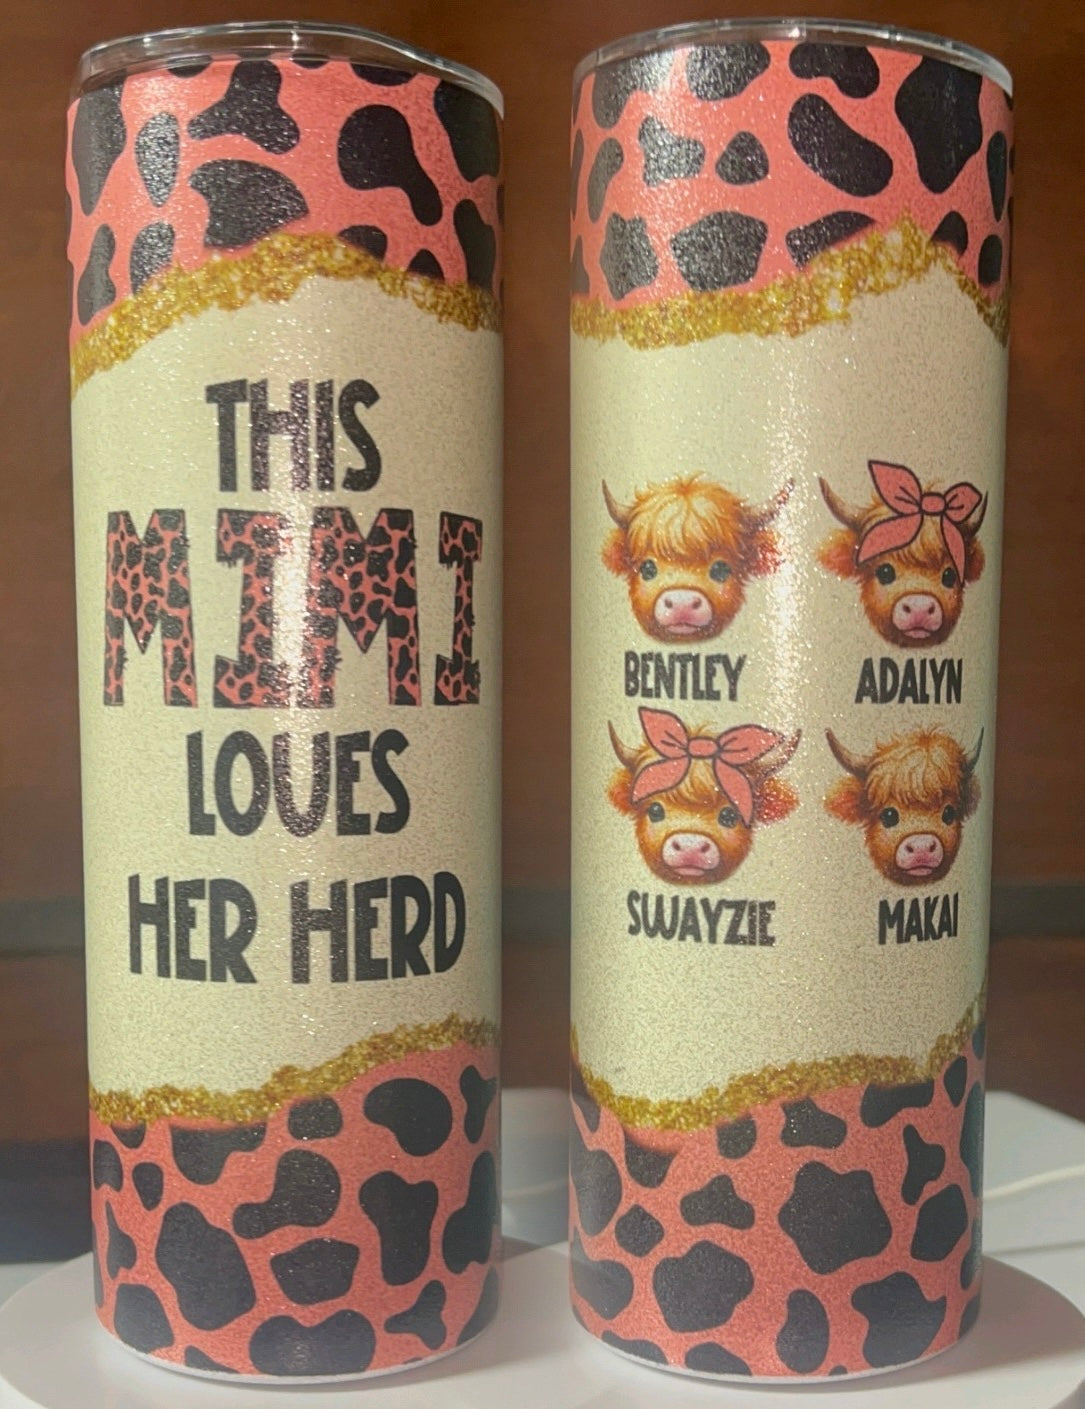 THIS
MIMI
LOVES
HER HERD
BENTLEY ADALYN
SWAYZIE MAKAI